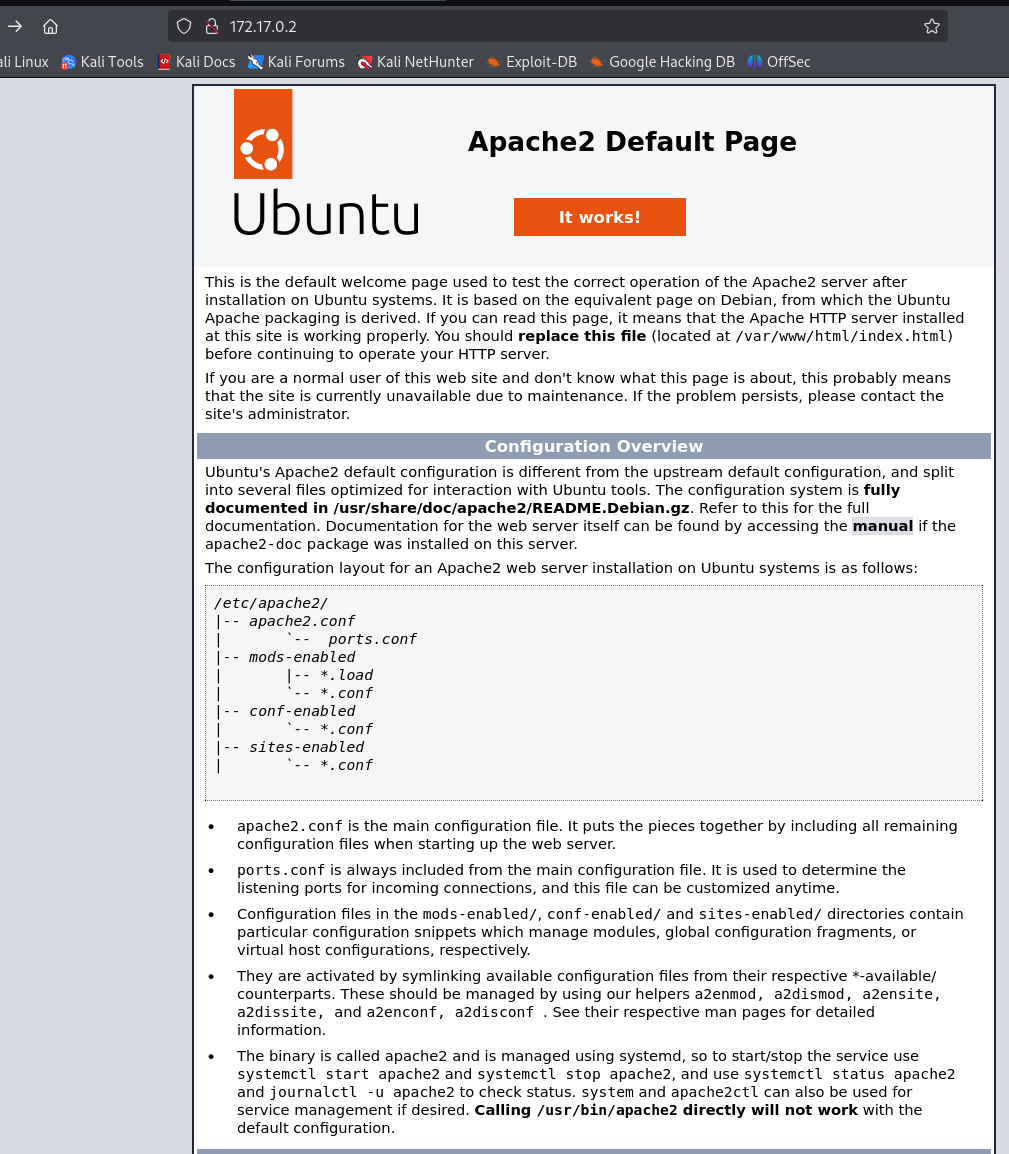 172.17.0.2
ali Linux Kali Tools Kali Docs Kali Forums Kali NetHunter Exploit-DB Google Hacking DB OffSec
Apache2 Default Page
Ubuntu
It works!
This is the default welcome page used to test the correct operation of the Apache2 server after
installation on Ubuntu systems. It is based on the equivalent page on Debian, from which the Ubuntu
Apache packaging is derived. If you can read this page, it means that the Apache HTTP server installed
at this site is working properly. You should replace this file (located at /var/www/html/index.html)
before continuing to operate your HTTP server.
If you are a normal user of this web site and don't know what this page is about, this probably means
that the site is currently unavailable due to maintenance. If the problem persists, please contact the
site's administrator.
Configuration Overview
Ubuntu's Apache2 default configuration is different from the upstream default configuration, and split
into several files optimized for interaction with Ubuntu tools. The configuration system is fully
documented in /usr/share/doc/apache2/README.Debian.gz. Refer to this for the full
documentation. Documentation for the web server itself can be found by accessing the manual if the
apache2-doc package was installed on this server.
The configuration layout for an Apache2 web server installation on Ubuntu systems is as follows:
/etc/apache2/
|-- apache2.conf
|       `--  ports.conf
|-- mods-enabled
|       |-- *.load
|       `-- *.conf
|-- conf-enabled
|       `-- *.conf
|-- sites-enabled
|       `-- *.conf
• apache2.conf is the main configuration file. It puts the pieces together by including all remaining
configuration files when starting up the web server.
• ports.conf is always included from the main configuration file. It is used to determine the
listening ports for incoming connections, and this file can be customized anytime.
• Configuration files in the mods-enabled/, conf-enabled/ and sites-enabled/ directories contain
particular configuration snippets which manage modules, global configuration fragments, or
virtual host configurations, respectively.
• They are activated by symlinking available configuration files from their respective *-available/
counterparts. These should be managed by using our helpers a2enmod, a2dismod, a2ensite,
a2dissite, and a2enconf, a2disconf . See their respective man pages for detailed
information.
• The binary is called apache2 and is managed using systemd, so to start/stop the service use
systemctl start apache2 and systemctl stop apache2, and use systemctl status apache2
and journalctl -u apache2 to check status. system and apache2ctl can also be used for
service management if desired. Calling /usr/bin/apache2 directly will not work with the
default configuration.